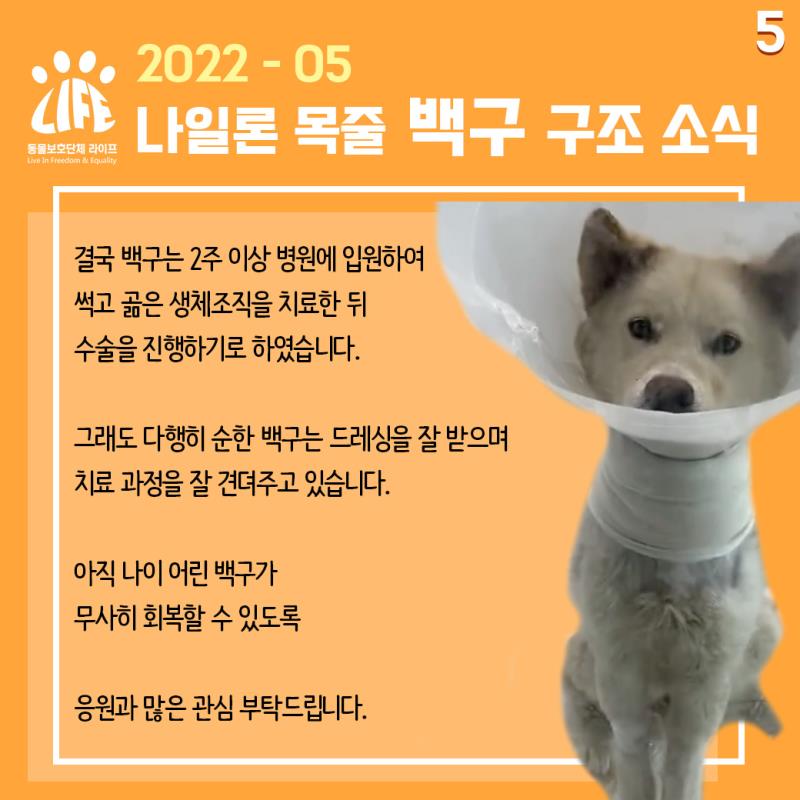 5
2022 - 05
LIFE
동물보호단체 라이프
Live In Freedom & Equality
나일론 목줄 백구 구조 소식
결국 백구는 2주 이상 병원에 입원하여
썩고 곪은 생체조직을 치료한 뒤
수술을 진행하기로 하였습니다.
그래도 다행히 순한 백구는 드레싱을 잘 받으며
치료 과정을 잘 견뎌주고 있습니다.
아직 나이 어린 백구가
무사히 회복할 수 있도록
응원과 많은 관심 부탁드립니다.